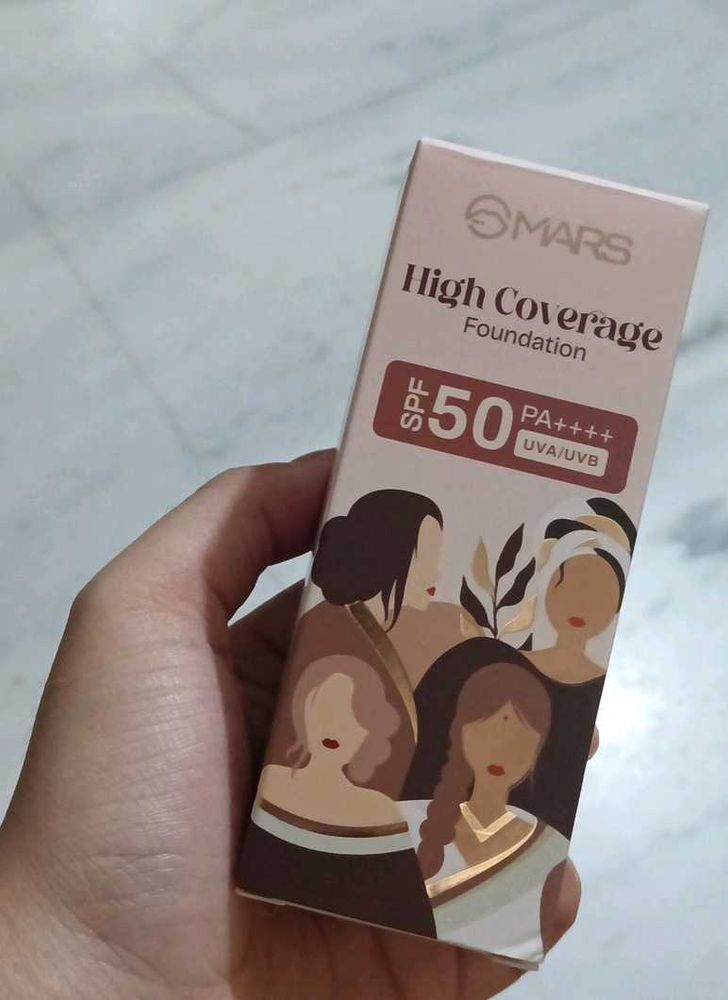 MARS
High Coverage
Foundation
SPF 50 PA++++
UVA/UVB